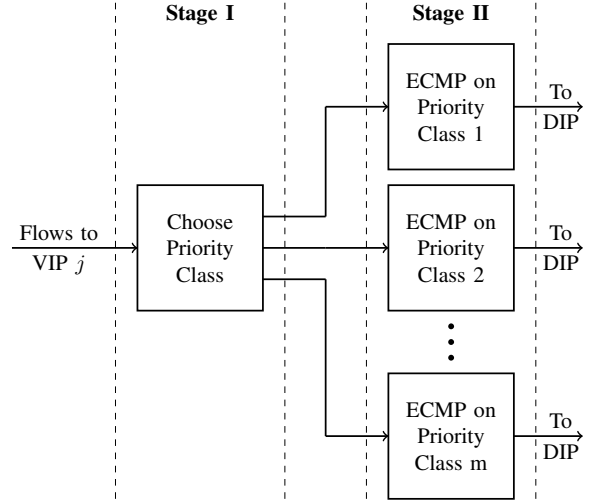 Stage I
Stage II
ECMP on
Priority
Class 1
To
DIP
Flows to
VIP j
Choose
Priority
Class
ECMP on
Priority
Class 2
To
DIP
ECMP on
Priority
Class m
To
DIP